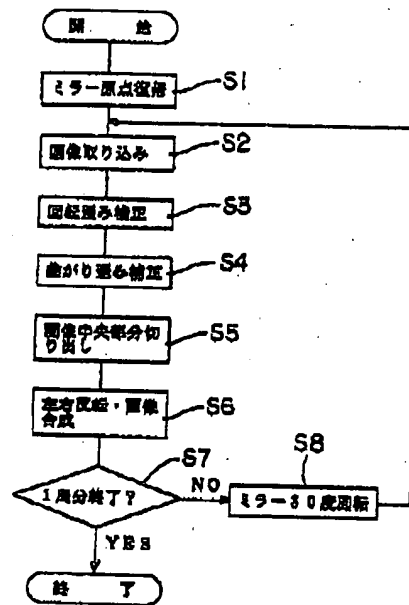 開 始
ミラー原点復帰
S1
画像取り込み
S2
回転歪み補正
S3
曲がり歪み補正
S4
画像中央部分切
り出し
S5
左右反転・画像
合成
S6
1周分終了?
S7
NO
S8
ミラー30度回転
YES
終 了